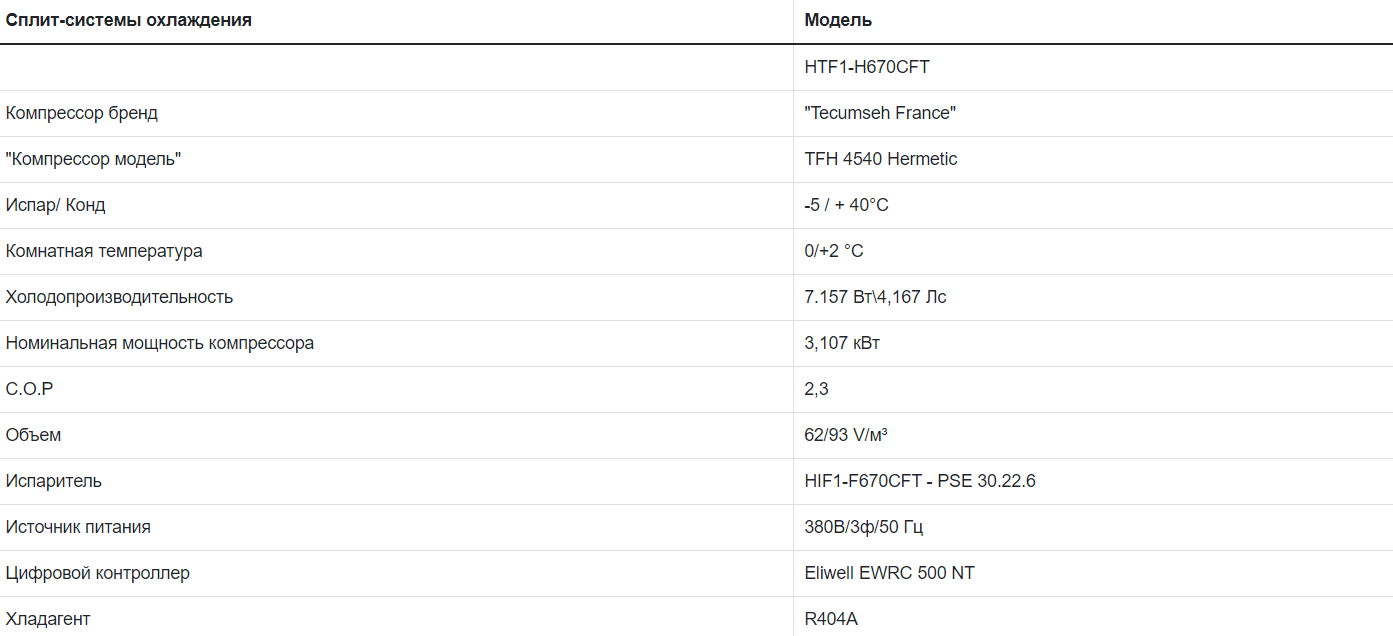 Сплит-системы охлаждения Модель
HTF1-H670CFT
Компрессор бренд "Tecumseh France"
"Компрессор модель" TFH 4540 Hermetic
Испар/ Конд -5 / + 40°C
Комнатная температура 0/+2 °C
Холодопроизводительность 7.157 Вт\4,167 Лс
Номинальная мощность компрессора 3,107 кВт
C.O.P 2,3
Объем 62/93 V/м³
Испаритель HIF1-F670CFT - PSE 30.22.6
Источник питания 380В/3ф/50 Гц
Цифровой контроллер Eliwell EWRC 500 NT
Хладагент R404A